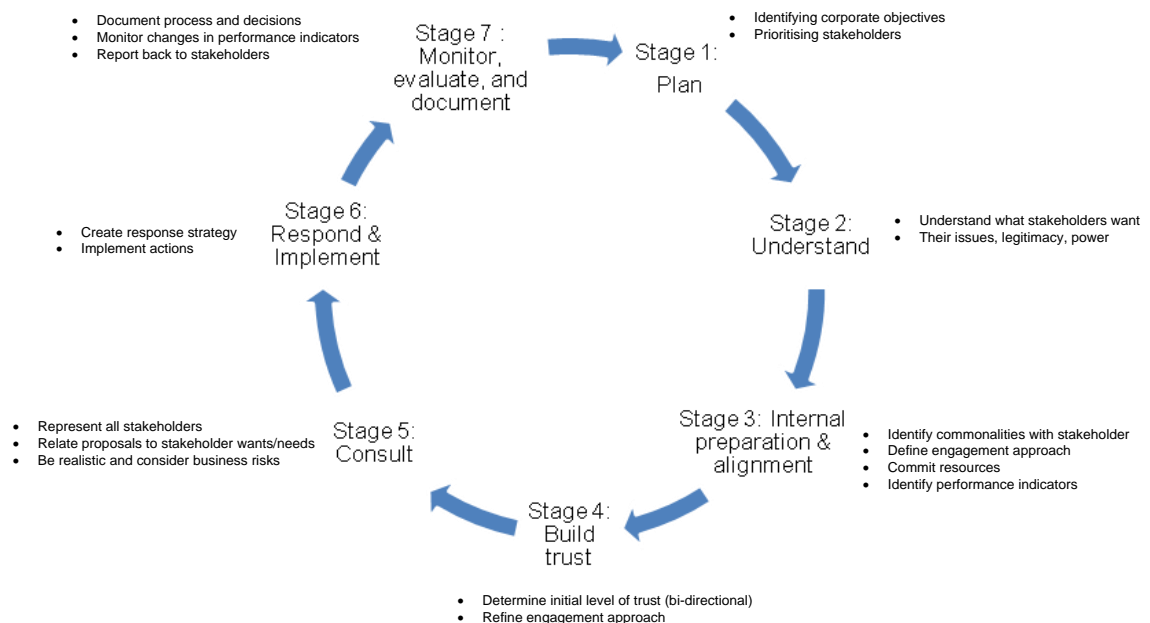 Stage 1:
Plan
• Identifying corporate objectives
• Prioritising stakeholders
Stage 2:
Understand
• Understand what stakeholders want
• Their issues, legitimacy, power
Stage 3: Internal
preparation &
alignment
• Identify commonalities with stakeholder
• Define engagement approach
• Commit resources
• Identify performance indicators
Stage 4:
Build
trust
• Determine initial level of trust (bi-directional)
• Refine engagement approach
Stage 5:
Consult
• Represent all stakeholders
• Relate proposals to stakeholder wants/needs
• Be realistic and consider business risks
Stage 6:
Respond &
Implement
• Create response strategy
• Implement actions
Stage 7 :
Monitor,
evaluate, and
document
• Document process and decisions
• Monitor changes in performance indicators
• Report back to stakeholders